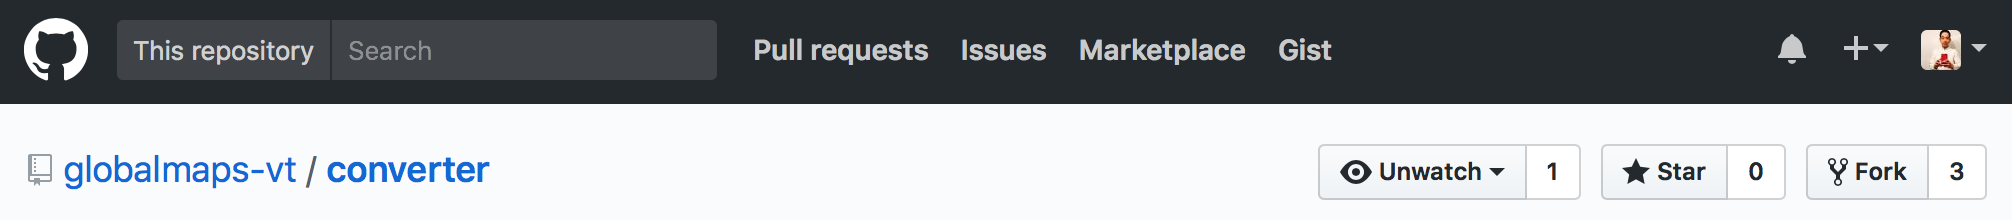 This repository Search Pull requests Issues Marketplace Gist
globalmaps-vt / converter Unwatch 1 Star 0 Fork 3